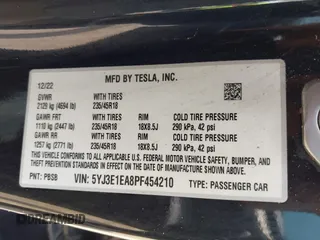 MFD BY TESLA, INC.
12/22
GVWR WITH TIRES
2129 kg (4694 lb) 235/45R18
GAWR FRT WITH TIRES RIM COLD TIRE PRESSURE
1110 kg (2447 lb) 235/45R18 18X8.5J 290 kPa, 42 psi
GAWR RR WITH TIRES RIM COLD TIRE PRESSURE
1257 kg (2771 lb) 235/45R18 18X8.5J 290 kPa, 42 psi
THIS VEHICLE CONFORMS TO ALL APPLICABLE U.S. FEDERAL MOTOR VEHICLE SAFETY, BUMPER, AND
THEFT PREVENTION STANDARDS IN EFFECT ON THE DATE OF MANUFACTURE SHOWN ABOVE.
PNT: PBSB VIN: 5YJ3E1EA8PF454210 TYPE: PASSENGER CAR